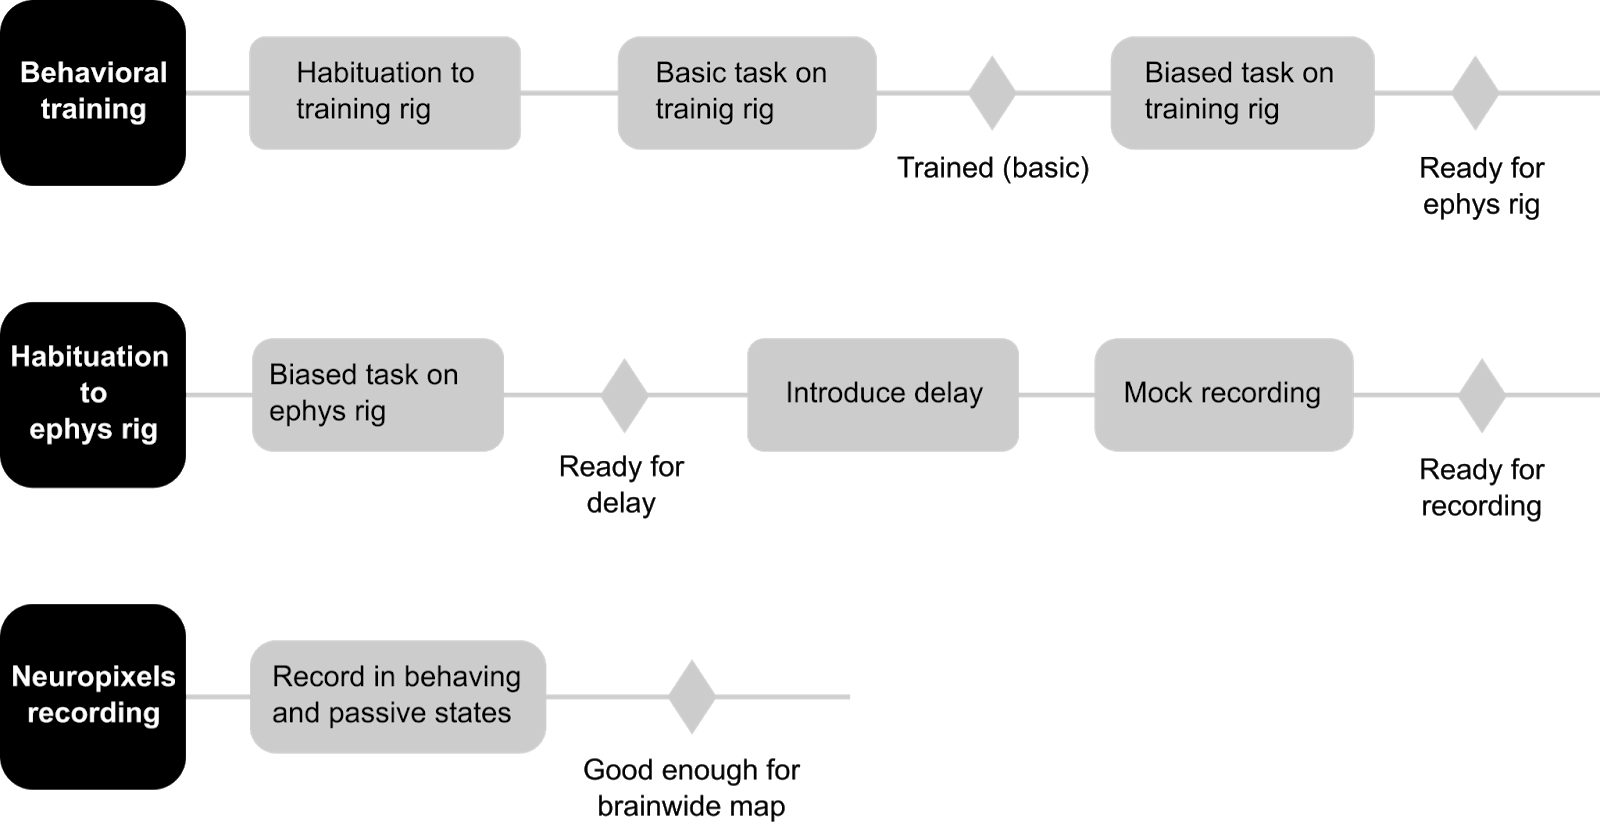 Behavioral
training
Habituation to
training rig
Basic task on
trainig rig
Trained (basic)
Biased task on
training rig
Ready for
ephys rig
Habituation
to
ephys rig
Biased task on
ephys rig
Ready for
delay
Introduce delay
Mock recording
Ready for
recording
Neuropixels
recording
Record in behaving
and passive states
Good enough for
brainwide map